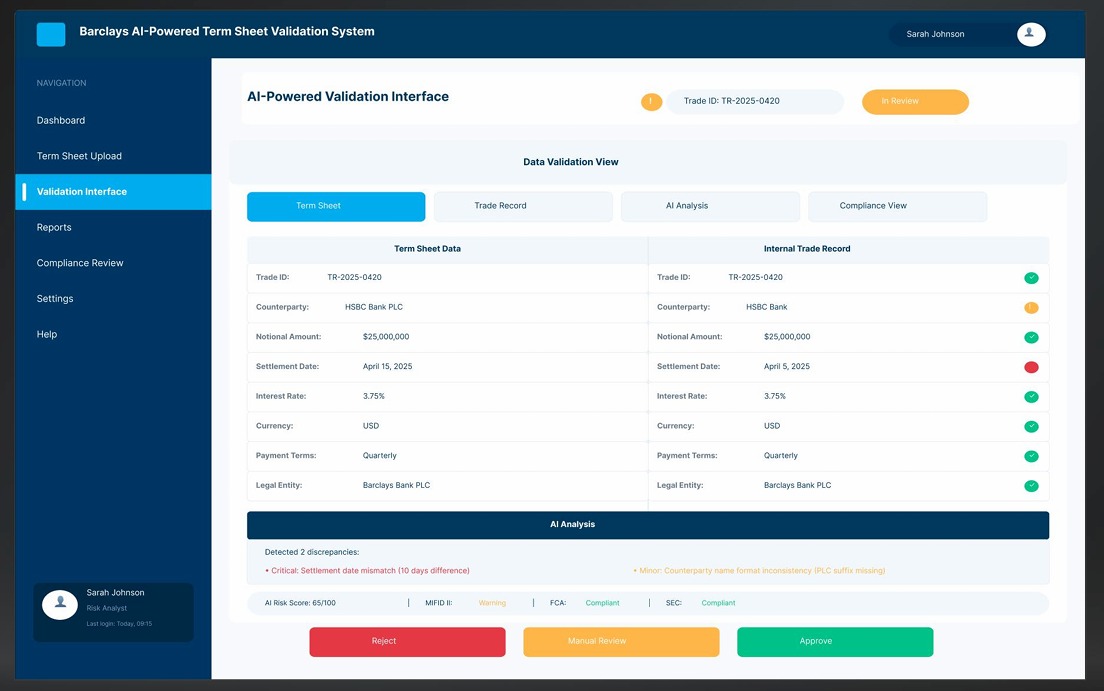 Barclays AI-Powered Term Sheet Validation System
Sarah Johnson
NAVIGATION
Dashboard
Term Sheet Upload
Validation Interface
Reports
Compliance Review
Settings
Help
Sarah Johnson
Risk Analyst
Last login: Today, 09:15
AI-Powered Validation Interface
!
Trade ID: TR-2025-0420
In Review
Data Validation View
Term Sheet
Trade Record
AI Analysis
Compliance View
Term Sheet Data
Internal Trade Record
Trade ID: TR-2025-0420
Trade ID: TR-2025-0420
Counterparty: HSBC Bank PLC
Counterparty: HSBC Bank
Notional Amount: $25,000,000
Notional Amount: $25,000,000
Settlement Date: April 15, 2025
Settlement Date: April 5, 2025
Interest Rate: 3.75%
Interest Rate: 3.75%
Currency: USD
Currency: USD
Payment Terms: Quarterly
Payment Terms: Quarterly
Legal Entity: Barclays Bank PLC
Legal Entity: Barclays Bank PLC
AI Analysis
Detected 2 discrepancies:
• Critical: Settlement date mismatch (10 days difference)
• Minor: Counterparty name format inconsistency (PLC suffix missing)
AI Risk Score: 65/100 | MIFID II: Warning | FCA: Compliant | SEC: Compliant
Reject
Manual Review
Approve